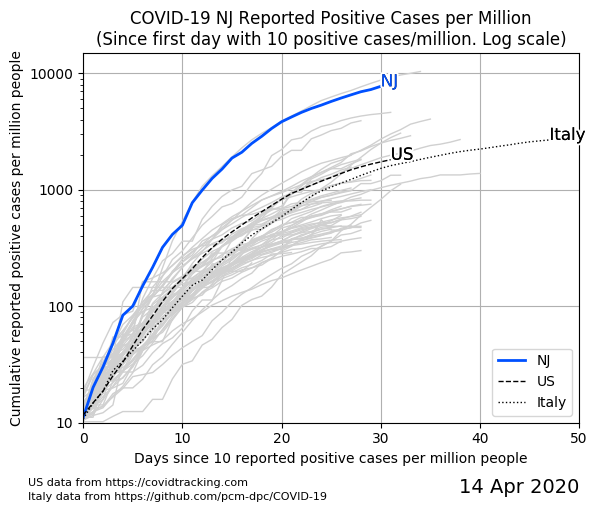 COVID-19 NJ Reported Positive Cases per Million
(Since first day with 10 positive cases/million. Log scale)
Cumulative reported positive cases per million people
10000
1000
100
10
NJ
US
Italy
NJ
US
Italy
0
10
20
30
40
50
Days since 10 reported positive cases per million people
US data from https://covidtracking.com
Italy data from https://github.com/pcm-dpc/COVID-19
14 Apr 2020